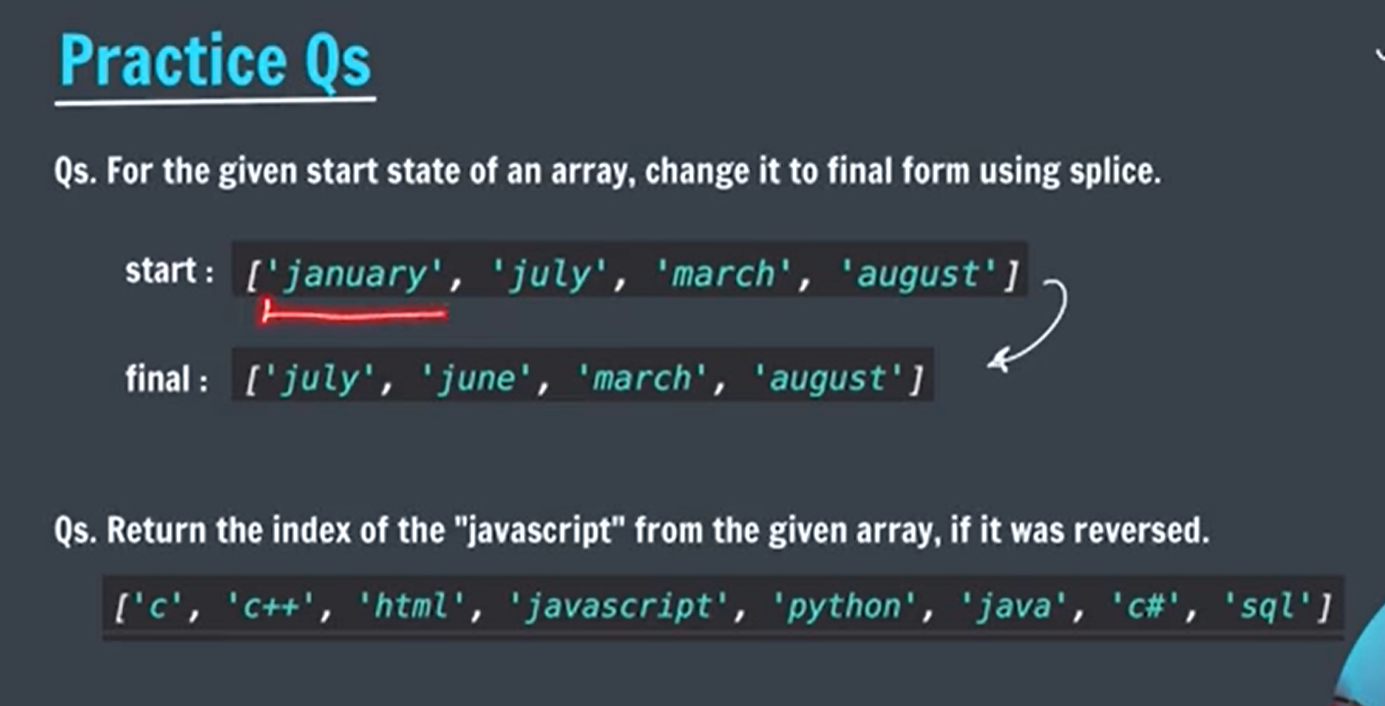 Practice Qs
Qs. For the given start state of an array, change it to final form using splice.
start : ['january', 'july', 'march', 'august']
final : ['july', 'june', 'march', 'august']
Qs. Return the index of the "javascript" from the given array, if it was reversed.
['c', 'c++', 'html', 'javascript', 'python', 'java', 'c#', 'sql']